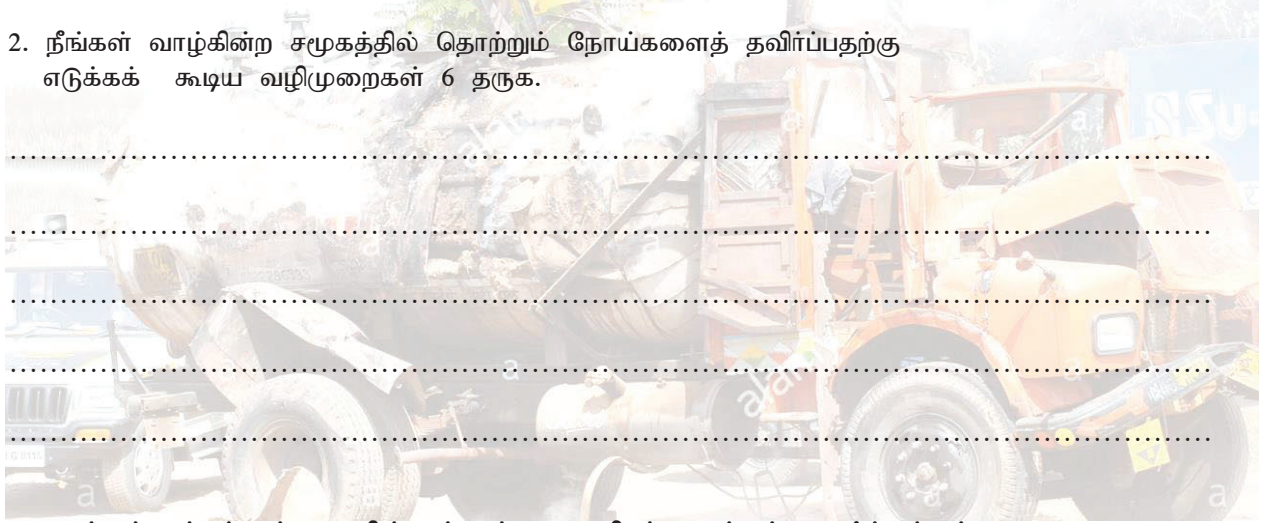 2. நீங்கள் வாழ்கின்ற சமூகத்தில் தொற்றும் நோய்களைத் தவிர்ப்பதற்கு
எடுக்கக் கூடிய வழிமுறைகள் 6 தருக.
................................................................................
................................................................................
................................................................................
................................................................................
................................................................................